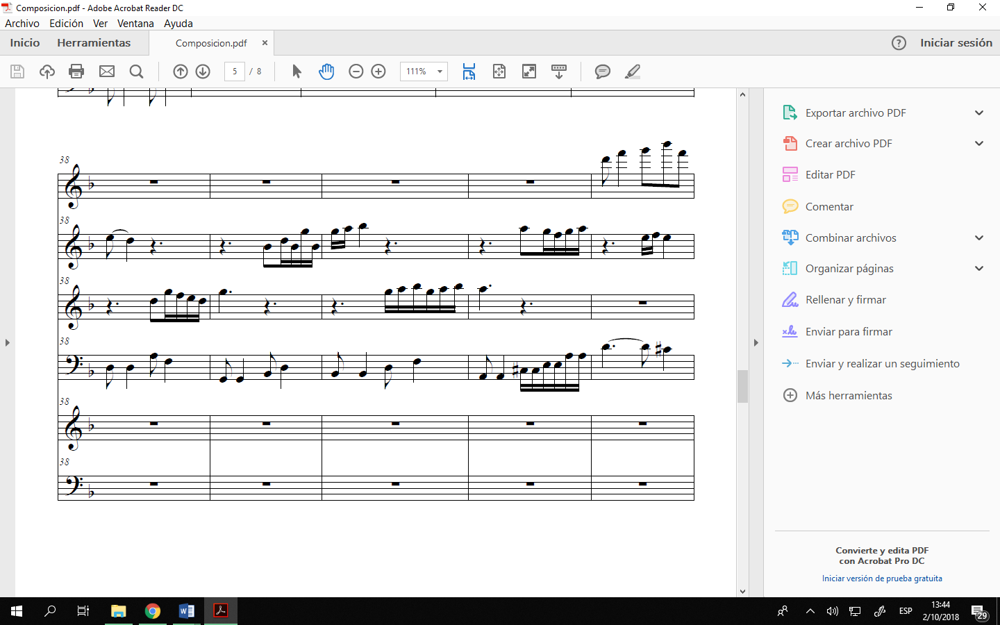 Composicion.pdf - Adobe Acrobat Reader DC
Archivo Edición Ver Ventana Ayuda
Inicio Herramientas Composicion.pdf × ? Iniciar sesión
5 / 8 111%
Exportar archivo PDF
Crear archivo PDF
Editar PDF
Comentar
Combinar archivos
Organizar páginas
Rellenar y firmar
Enviar para firmar
Enviar y realizar un seguimiento
Más herramientas
38
38
38
38
38
38
Convierte y edita PDF
con Acrobat Pro DC
Iniciar versión de prueba gratuita
ESP
13:44
2/10/2018
29